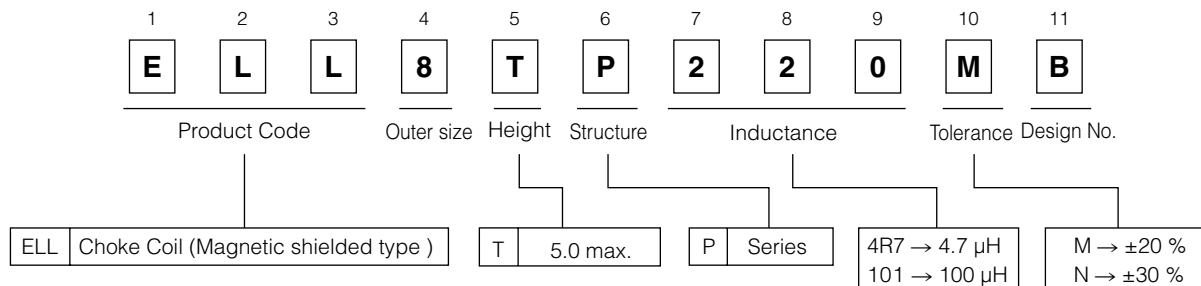 1 2 3 4 5 6 7 8 9 10 11
E L L 8 T P 2 2 0 M B
Product Code Outer size Height Structure Inductance Tolerance Design No.
ELL Choke Coil (Magnetic shielded type ) T 5.0 max. P Series 4R7 → 4.7 µH M → ±20 %
101 → 100 µH N → ±30 %